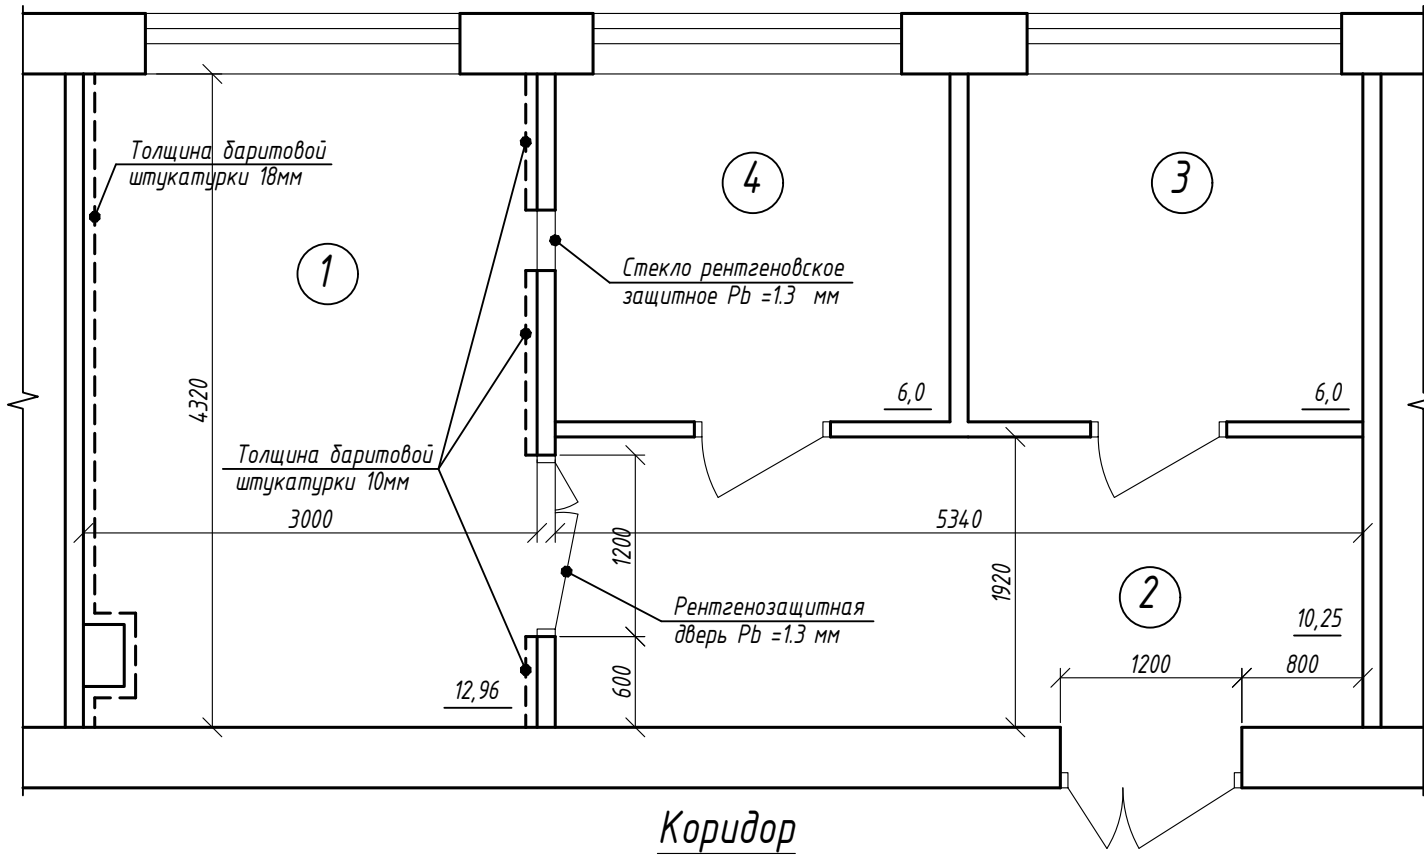 Толщина баритовой
штукатурки 18мм
4
3
1
Стекло рентгеновское
защитное Pb =1.3 мм
4320
6,0
6,0
Толщина баритовой
штукатурки 10мм
3000
5340
1200
1920
2
Рентгенозащитная
дверь Pb =1.3 мм
10,25
1200
800
600
12,96
Коридор